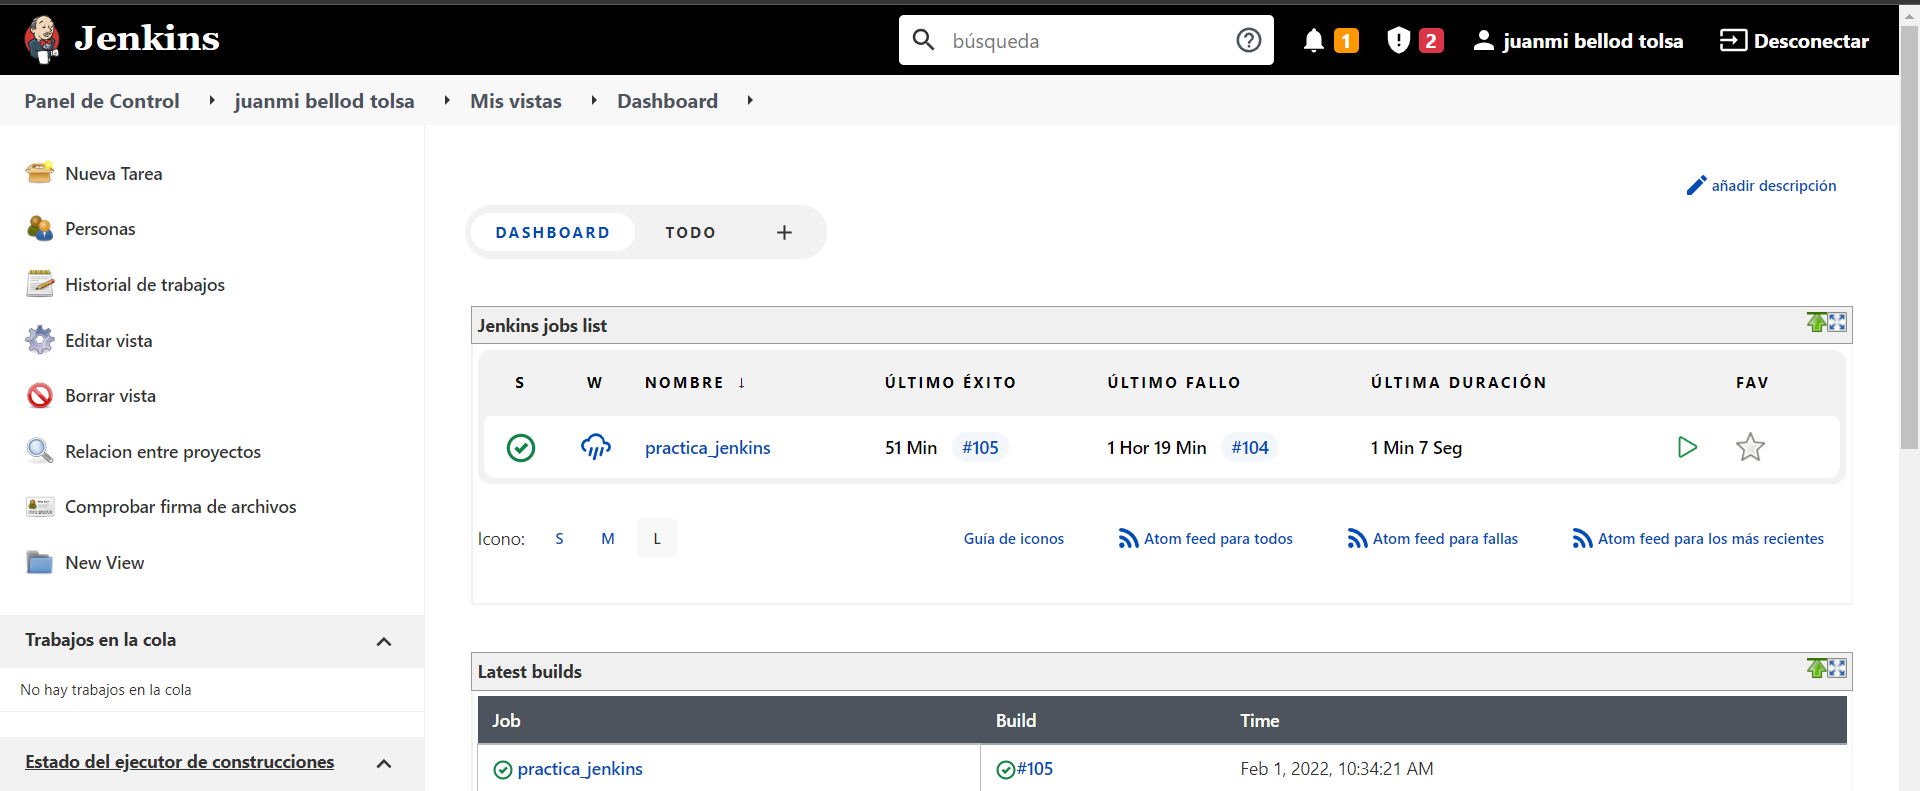 Jenkins
búsqueda
1
2
juanmi bellod tolsa
Desconectar
Panel de Control
juanmi bellod tolsa
Mis vistas
Dashboard
Nueva Tarea
Personas
Historial de trabajos
Editar vista
Borrar vista
Relacion entre proyectos
Comprobar firma de archivos
New View
Trabajos en la cola
No hay trabajos en la cola
Estado del ejecutor de construcciones
añadir descripción
DASHBOARD TODO +
Jenkins jobs list
S W NOMBRE ↓ ÚLTIMO ÉXITO ÚLTIMO FALLO ÚLTIMA DURACIÓN FAV
practica_jenkins 51 Min #105 1 Hor 19 Min #104 1 Min 7 Seg
Icono: S M L Guía de iconos Atom feed para todos Atom feed para fallas Atom feed para los más recientes
Latest builds
Job Build Time
practica_jenkins #105 Feb 1, 2022, 10:34:21 AM